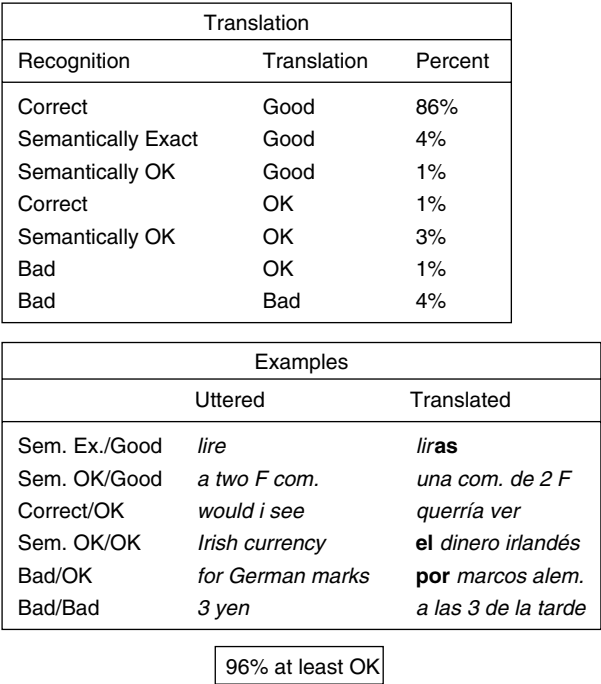 Translation
Recognition Translation Percent
Correct Good 86%
Semantically Exact Good 4%
Semantically OK Good 1%
Correct OK 1%
Semantically OK OK 3%
Bad OK 1%
Bad Bad 4%
Examples
Uttered Translated
Sem. Ex./Good lire liras
Sem. OK/Good a two F com. una com. de 2 F
Correct/OK would i see querría ver
Sem. OK/OK Irish currency el dinero irlandés
Bad/OK for German marks por marcos alem.
Bad/Bad 3 yen a las 3 de la tarde
96% at least OK